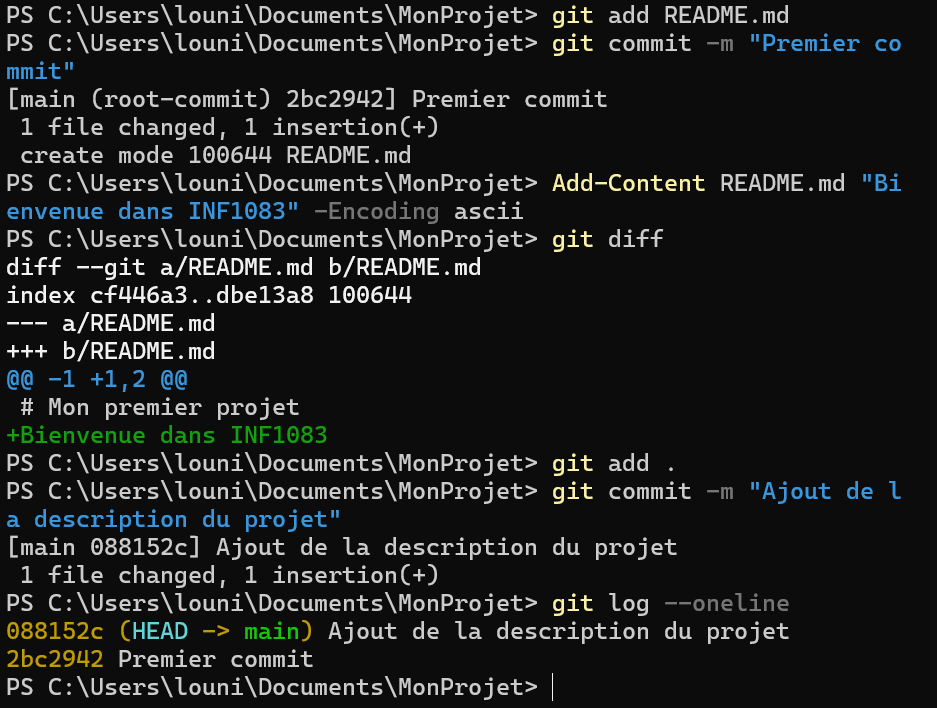 PS C:\Users\louni\Documents\MonProjet> git add README.md
PS C:\Users\louni\Documents\MonProjet> git commit -m "Premier co
mmit"
[main (root-commit) 2bc2942] Premier commit
 1 file changed, 1 insertion(+)
 create mode 100644 README.md
PS C:\Users\louni\Documents\MonProjet> Add-Content README.md "Bi
envenue dans INF1083" -Encoding ascii
PS C:\Users\louni\Documents\MonProjet> git diff
diff --git a/README.md b/README.md
index cf446a3..dbe13a8 100644
--- a/README.md
+++ b/README.md
@@ -1 +1,2 @@
 # Mon premier projet
+Bienvenue dans INF1083
PS C:\Users\louni\Documents\MonProjet> git add .
PS C:\Users\louni\Documents\MonProjet> git commit -m "Ajout de l
a description du projet"
[main 088152c] Ajout de la description du projet
 1 file changed, 1 insertion(+)
PS C:\Users\louni\Documents\MonProjet> git log --oneline
088152c (HEAD -> main) Ajout de la description du projet
2bc2942 Premier commit
PS C:\Users\louni\Documents\MonProjet>